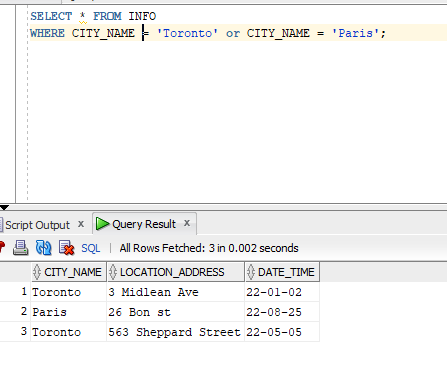 SELECT * FROM INFO
WHERE CITY_NAME = 'Toronto' or CITY_NAME = 'Paris';
Script Output x Query Result x
SQL | All Rows Fetched: 3 in 0.002 seconds
CITY_NAME LOCATION_ADDRESS DATE_TIME
1 Toronto 3 Midlean Ave 22-01-02
2 Paris 26 Bon st 22-08-25
3 Toronto 563 Sheppard Street 22-05-05